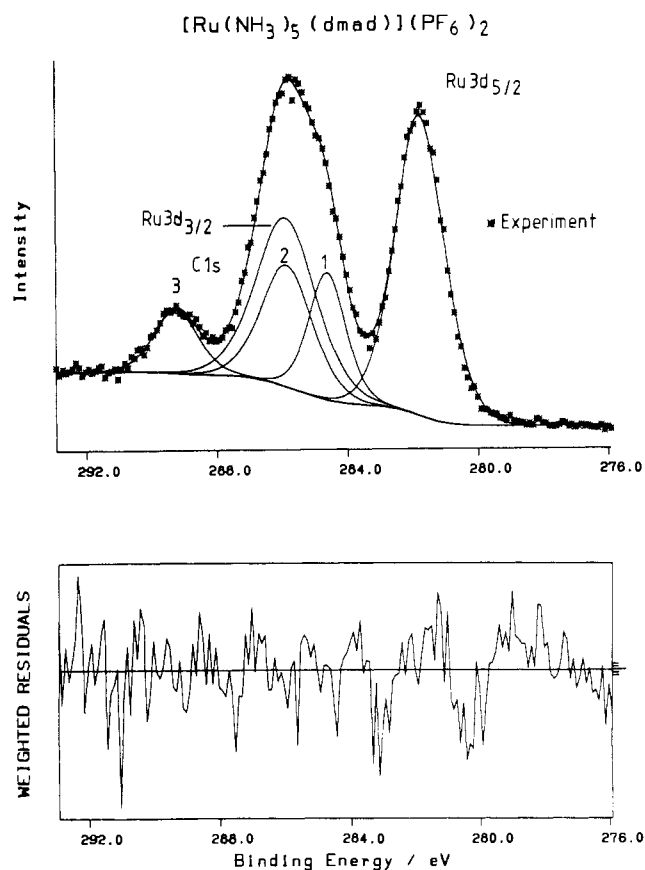 [Ru(NH₃)₅(dmad)](PF₆)₂
Ru3d₅/₂
Intensity
Ru3d₃/₂
C1s
3
2
1
Experiment
292.0 288.0 284.0 280.0 276.0
WEIGHTED RESIDUALS
292.0 288.0 284.0 280.0 276.0
Binding Energy / eV